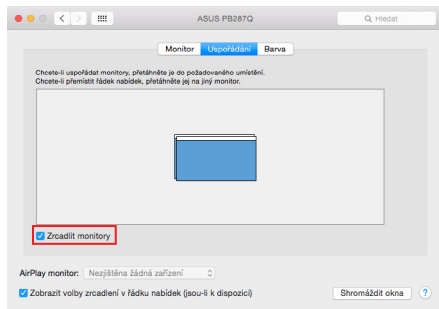 ASUS PB287Q
Hledat
Monitor Uspořádání Barva
Chcete-li uspořádat monitory, přetáhněte je do požadovaného umístění.
Chcete-li přemístit řádek nabídek, přetáhněte jej na jiný monitor.
Zrcadlit monitory
AirPlay monitor: Nezjištěna žádná zařízení
Zobrazit volby zrcadlení v řádku nabídek (jsou-li k dispozici)
Shromáždit okna ?